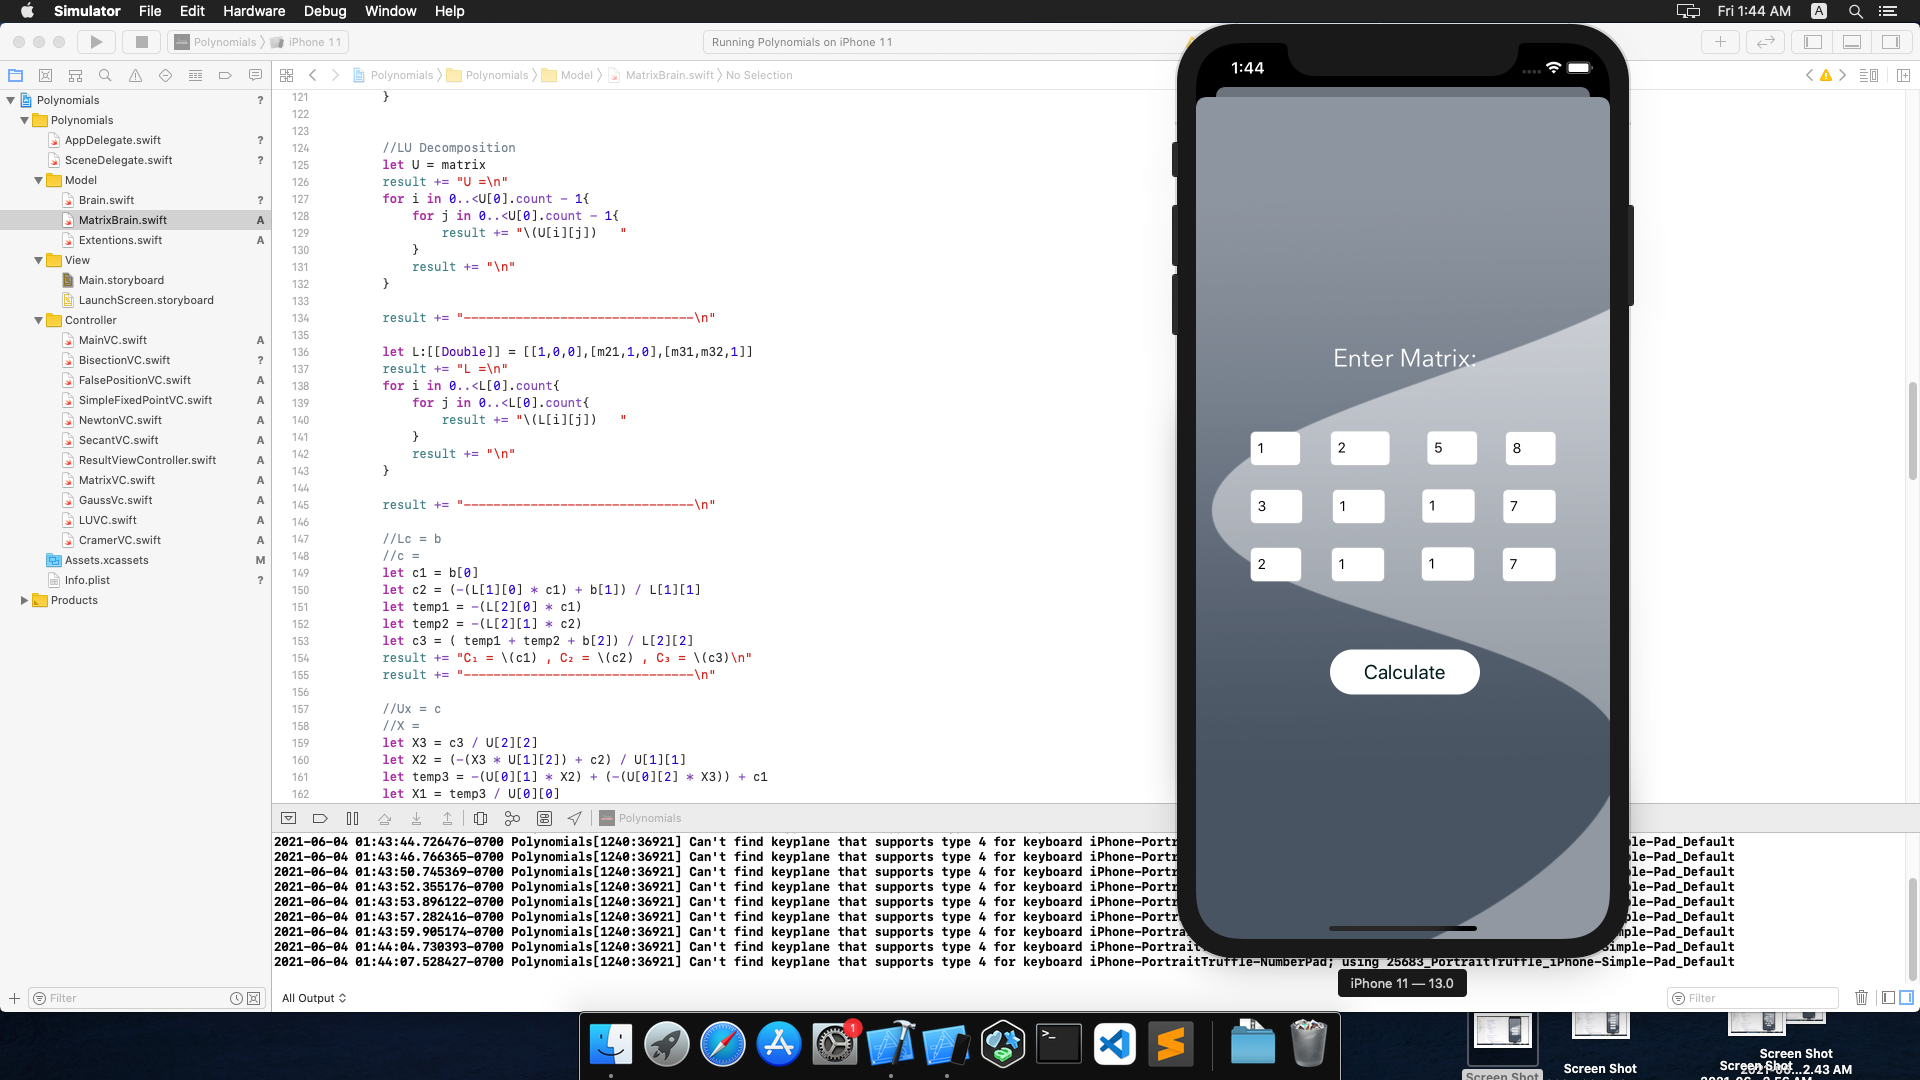 Simulator File Edit Hardware Debug Window Help
Fri 1:44 AM A
Polynomials iPhone 11
Running Polynomials on iPhone 11
Polynomials Polynomials Model MatrixBrain.swift No Selection
Polynomials ?
Polynomials
AppDelegate.swift ?
SceneDelegate.swift ?
Model
Brain.swift ?
MatrixBrain.swift A
Extentions.swift A
View
Main.storyboard
LaunchScreen.storyboard
Controller
MainVC.swift A
BisectionVC.swift ?
FalsePositionVC.swift A
SimpleFixedPointVC.swift A
NewtonVC.swift A
SecantVC.swift A
ResultViewController.swift A
MatrixVC.swift A
GaussVc.swift A
LUVC.swift A
CramerVC.swift A
Assets.xcassets M
Info.plist ?
Products
Filter
121 }
122
123
124 //LU Decomposition
125 let U = matrix
126 result += "U =\n"
127 for i in 0..<U[0].count - 1{
128 for j in 0..<U[0].count - 1{
129 result += "\(U[i][j])   "
130 }
131 result += "\n"
132 }
133
134 result += "-------------------------------\n"
135
136 let L:[[Double]] = [[1,0,0],[m21,1,0],[m31,m32,1]]
137 result += "L =\n"
138 for i in 0..<L[0].count{
139 for j in 0..<L[0].count{
140 result += "\(L[i][j])   "
141 }
142 result += "\n"
143 }
144
145 result += "-------------------------------\n"
146
147 //Lc = b
148 //c =
149 let c1 = b[0]
150 let c2 = (-(L[1][0] * c1) + b[1]) / L[1][1]
151 let temp1 = -(L[2][0] * c1)
152 let temp2 = -(L[2][1] * c2)
153 let c3 = ( temp1 + temp2 + b[2]) / L[2][2]
154 result += "C₁ = \(c1) , C₂ = \(c2) , C₃ = \(c3)\n"
155 result += "-------------------------------\n"
156
157 //Ux = c
158 //X =
159 let X3 = c3 / U[2][2]
160 let X2 = (-(X3 * U[1][2]) + c2) / U[1][1]
161 let temp3 = -(U[0][1] * X2) + (-(U[0][2] * X3)) + c1
162 let X1 = temp3 / U[0][0]
Polynomials
2021-06-04 01:43:44.726476-0700 Polynomials[1240:36921] Can't find keyplane that supports type 4 for keyboard iPhone-Portrai le-Pad_Default
2021-06-04 01:43:46.766365-0700 Polynomials[1240:36921] Can't find keyplane that supports type 4 for keyboard iPhone-Portrai le-Pad_Default
2021-06-04 01:43:50.745369-0700 Polynomials[1240:36921] Can't find keyplane that supports type 4 for keyboard iPhone-Portrai le-Pad_Default
2021-06-04 01:43:52.355176-0700 Polynomials[1240:36921] Can't find keyplane that supports type 4 for keyboard iPhone-Portrai le-Pad_Default
2021-06-04 01:43:53.896122-0700 Polynomials[1240:36921] Can't find keyplane that supports type 4 for keyboard iPhone-Portrai le-Pad_Default
2021-06-04 01:43:57.282416-0700 Polynomials[1240:36921] Can't find keyplane that supports type 4 for keyboard iPhone-Portrai le-Pad_Default
2021-06-04 01:43:59.905174-0700 Polynomials[1240:36921] Can't find keyplane that supports type 4 for keyboard iPhone-Portrai le-Pad_Default
2021-06-04 01:44:04.730393-0700 Polynomials[1240:36921] Can't find keyplane that supports type 4 for keyboard iPhone-Portrait Simple-Pad_Default
2021-06-04 01:44:07.528427-0700 Polynomials[1240:36921] Can't find keyplane that supports type 4 for keyboard iPhone-PortraitTruffle-NumberPad; using 25683_PortraitTruffle_iPhone-Simple-Pad_Default
All Output
Filter
1:44
Enter Matrix:
1 2 5 8
3 1 1 7
2 1 1 7
Calculate
iPhone 11 — 13.0
1
Screen Shot
Screen Shot
Screen Shot
Screen Shot